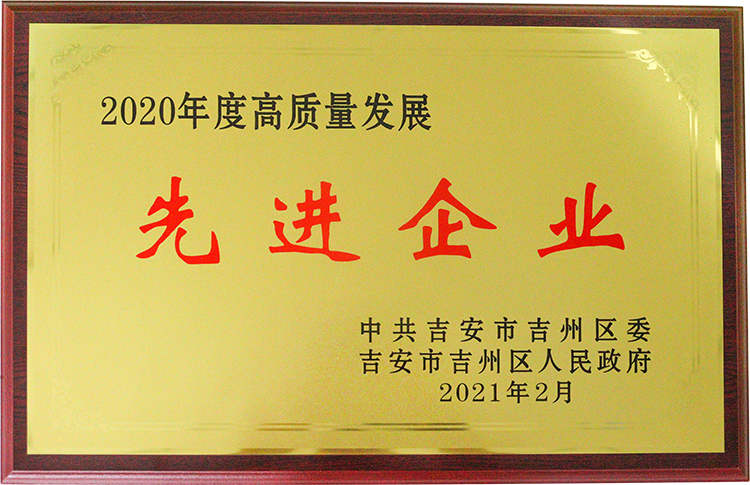 2020年度高质量发展
先进企业
中共吉安市吉州区委
吉安市吉州区人民政府
2021年2月